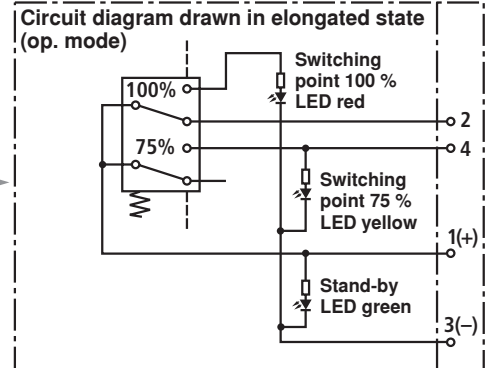 Circuit diagram drawn in elongated state
(op. mode)
Switching
point 100 %
LED red
100%
2
75%
4
Switching
point 75 %
LED yellow
1(+)
Stand-by
LED green
3(–)